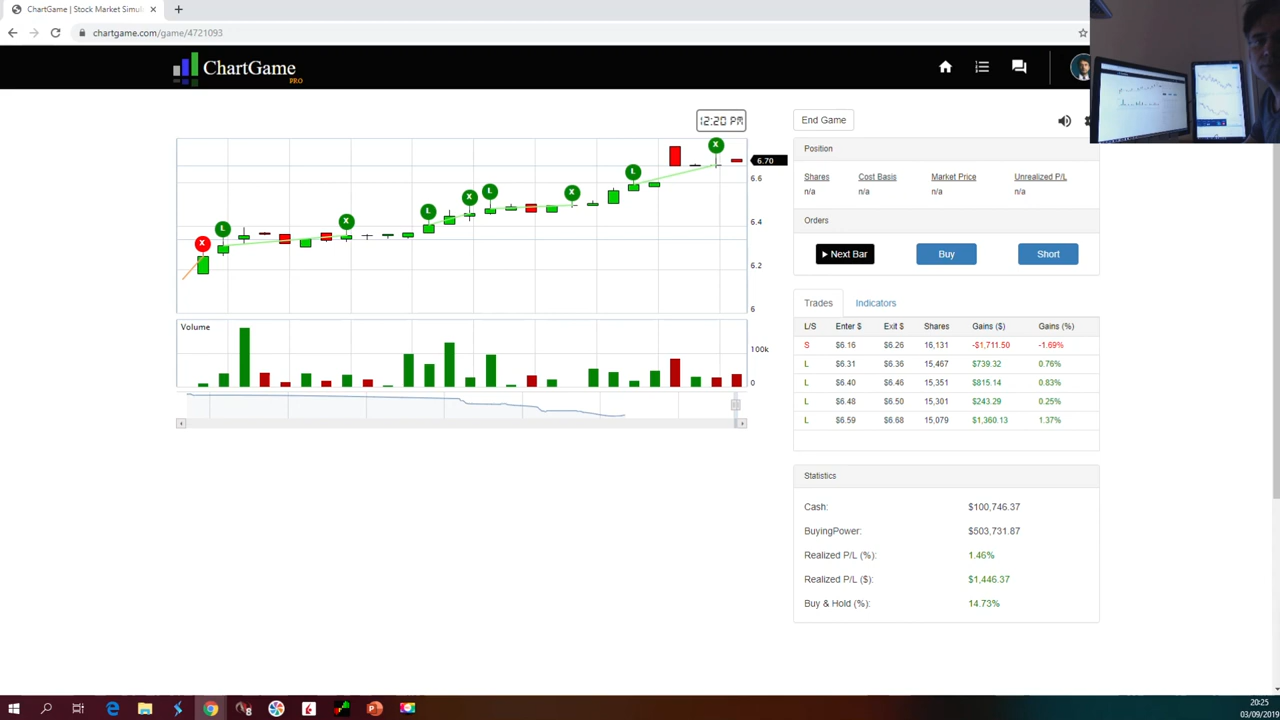 ChartGame | Stock Market Simul
chartgame.com/game/4721093
ChartGame
PRO
12:20 PM
End Game
X
L
X
L
X
L
X
L
X
6.70
6.6
6.4
6.2
6
Position
Shares Cost Basis Market Price Unrealized P/L
n/a n/a n/a n/a
Orders
Next Bar Buy Short
Volume
100k
0
Trades Indicators
L/S Enter $ Exit $ Shares Gains ($) Gains (%)
S $6.16 $6.26 16,131 -$1,711.50 -1.69%
L $6.31 $6.36 15,467 $739.32 0.76%
L $6.40 $6.46 15,351 $815.14 0.83%
L $6.48 $6.50 15,301 $243.29 0.25%
L $6.59 $6.68 15,079 $1,360.13 1.37%
Statistics
Cash: $100,746.37
BuyingPower: $503,731.87
Realized P/L (%): 1.46%
Realized P/L ($): $1,446.37
Buy & Hold (%): 14.73%
20:25
03/09/2019